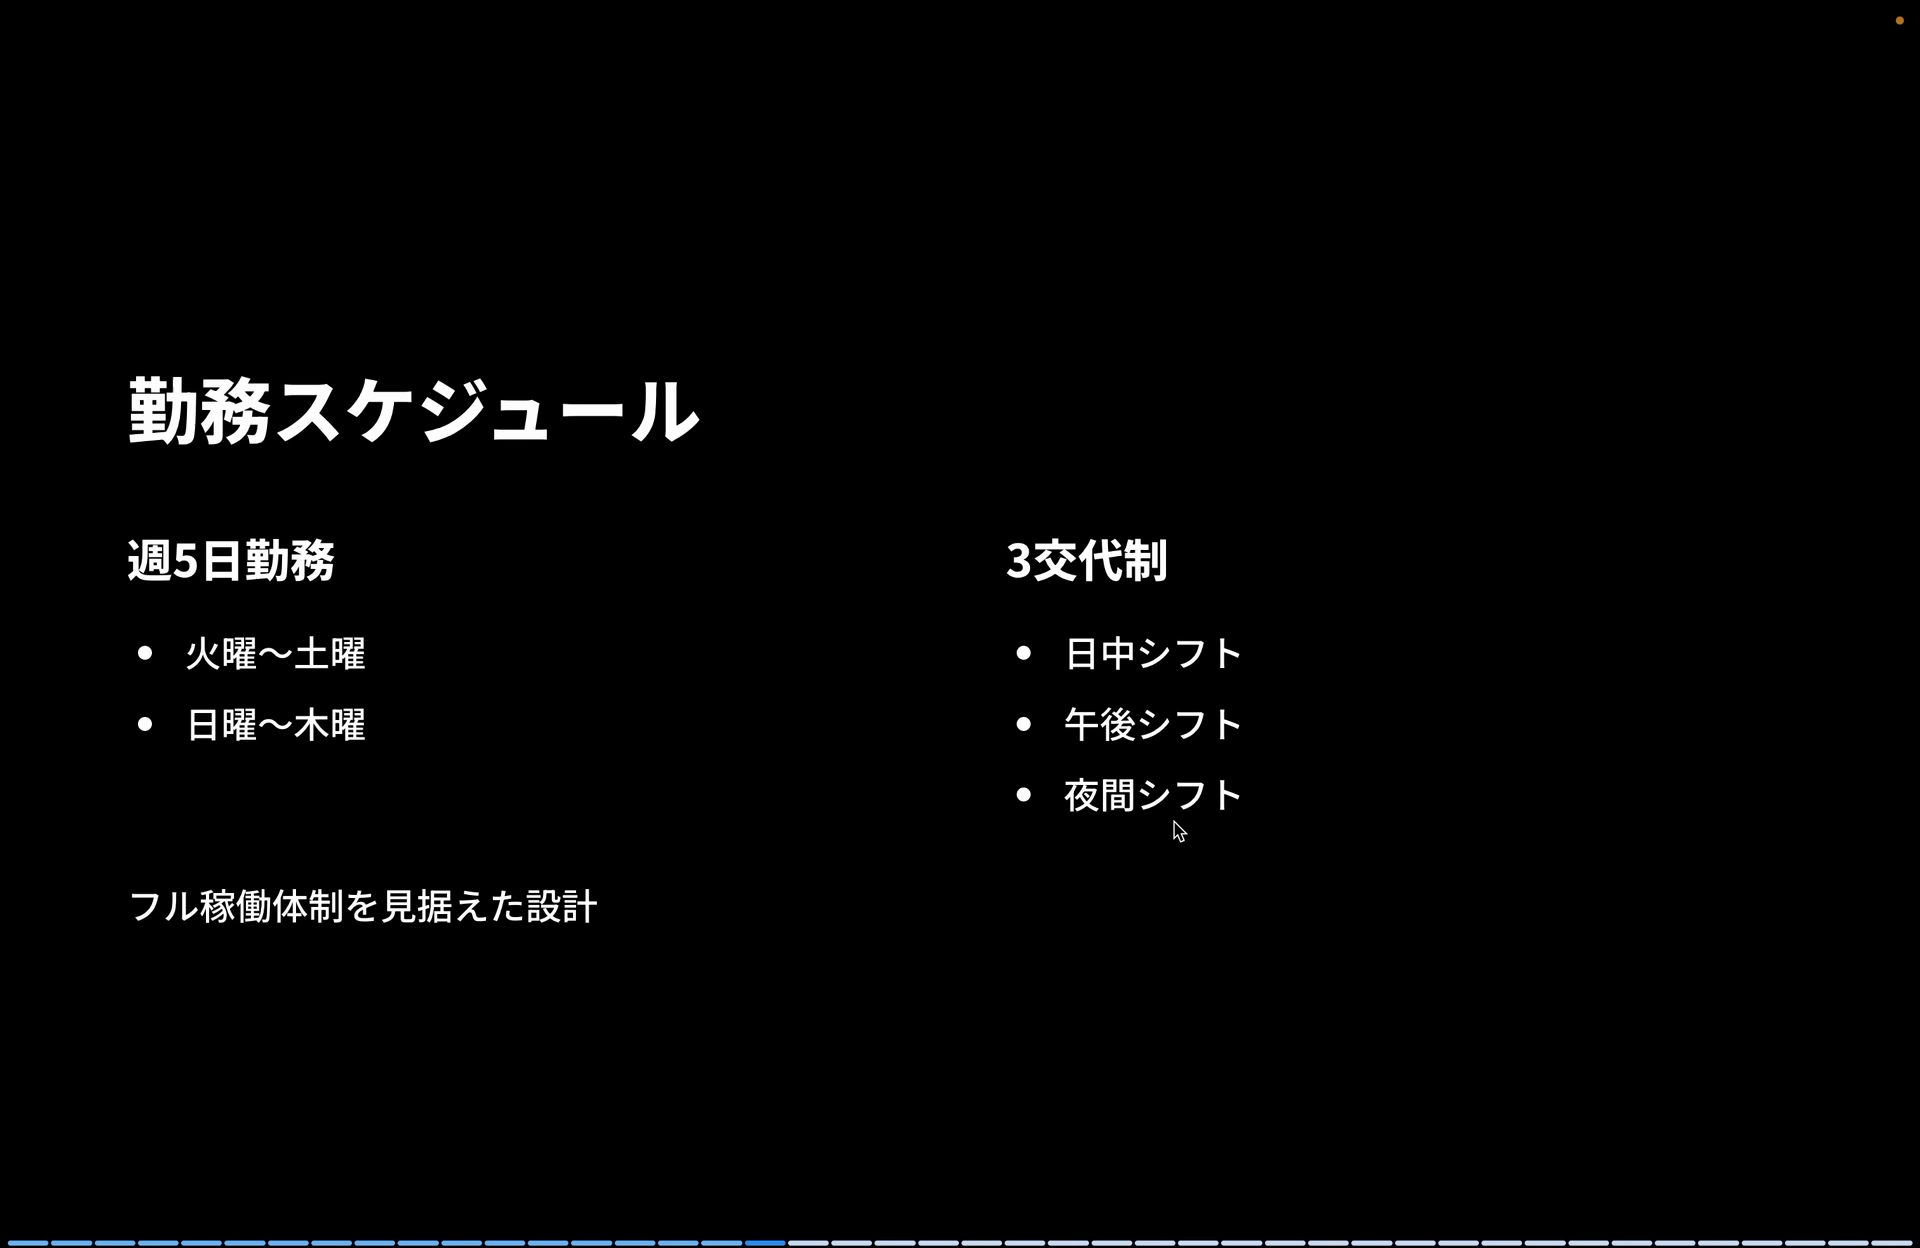 勤務スケジュール
週5日勤務
• 火曜〜土曜
• 日曜〜木曜
3交代制
• 日中シフト
• 午後シフト
• 夜間シフト
フル稼働体制を見据えた設計